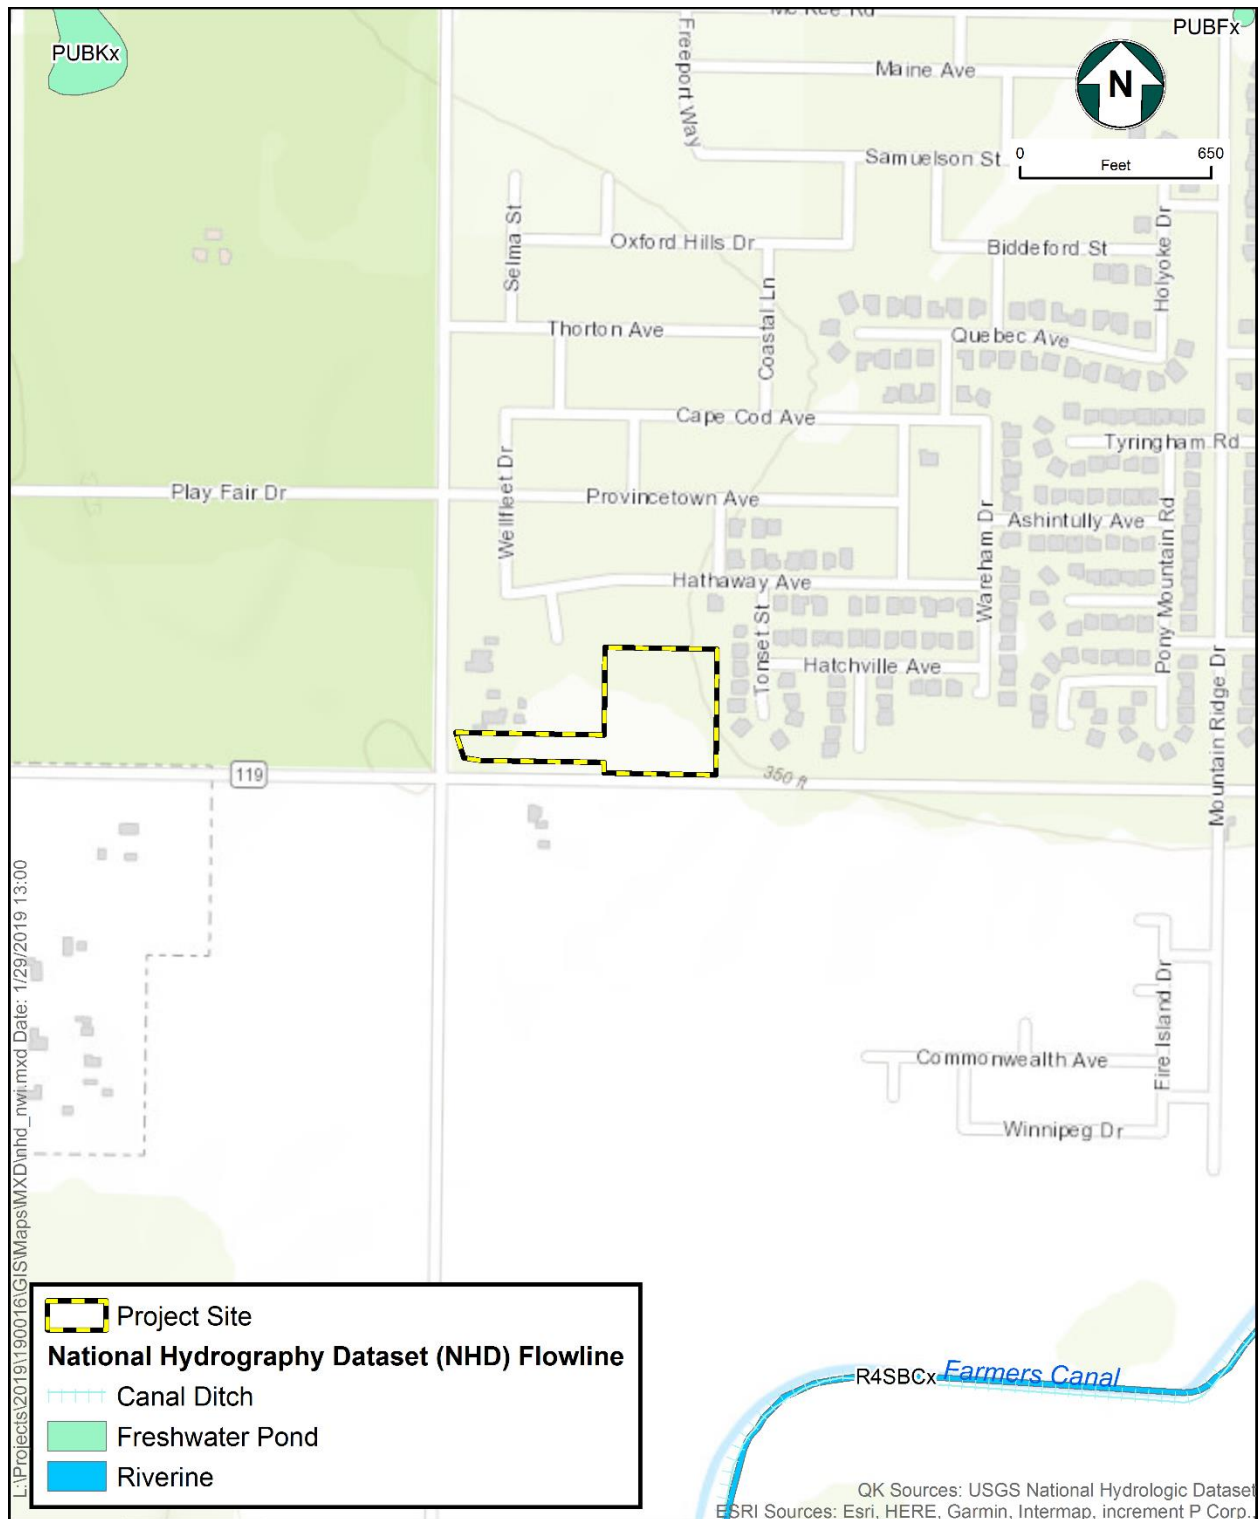 Mc Kee Rd
PUBKx
PUBFx
Freeport Way
Maine Ave
N
Samuelson St
0 650
Feet
Selma St
Oxford Hills Dr
Biddeford St
Holyoke Dr
Thorton Ave
Coastal Ln
Quebec Ave
Cape Cod Ave
Tyringham Rd
Wellfleet Dr
Play Fair Dr
Provincetown Ave
Wareham Dr
Ashintully Ave
Pony Mountain Rd
Hathaway Ave
Tonset St
Hatchville Ave
Mountain Ridge Dr
119
350 ft
Fire Island Dr
Commonwealth Ave
Winnipeg Dr
L:\Projects\2019\190016\GIS\Maps\MXD\nhd_nwi.mxd Date: 1/29/2019 13:00
Project Site
National Hydrography Dataset (NHD) Flowline
Canal Ditch
Freshwater Pond
Riverine
R4SBCx
Farmers Canal
QK Sources: USGS National Hydrologic Dataset
ESRI Sources: Esri, HERE, Garmin, Intermap, increment P Corp.,